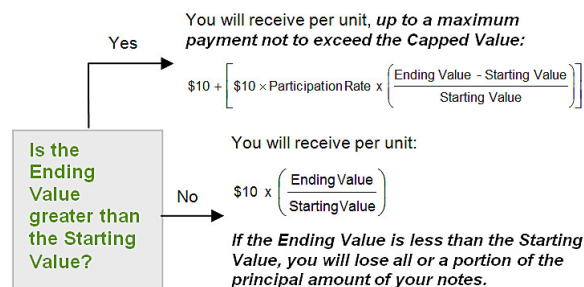 You will receive per unit, up to a maximum
Yes
payment not to exceed the Capped Value:
$10 + [ $10 × Participation Rate x ( Ending Value - Starting Value
Starting Value ) ]
Is the
Ending
Value
greater than
the Starting
Value?
You will receive per unit:
No
$10 x ( Ending Value
Starting Value )
If the Ending Value is less than the Starting
Value, you will lose all or a portion of the
principal amount of your notes.